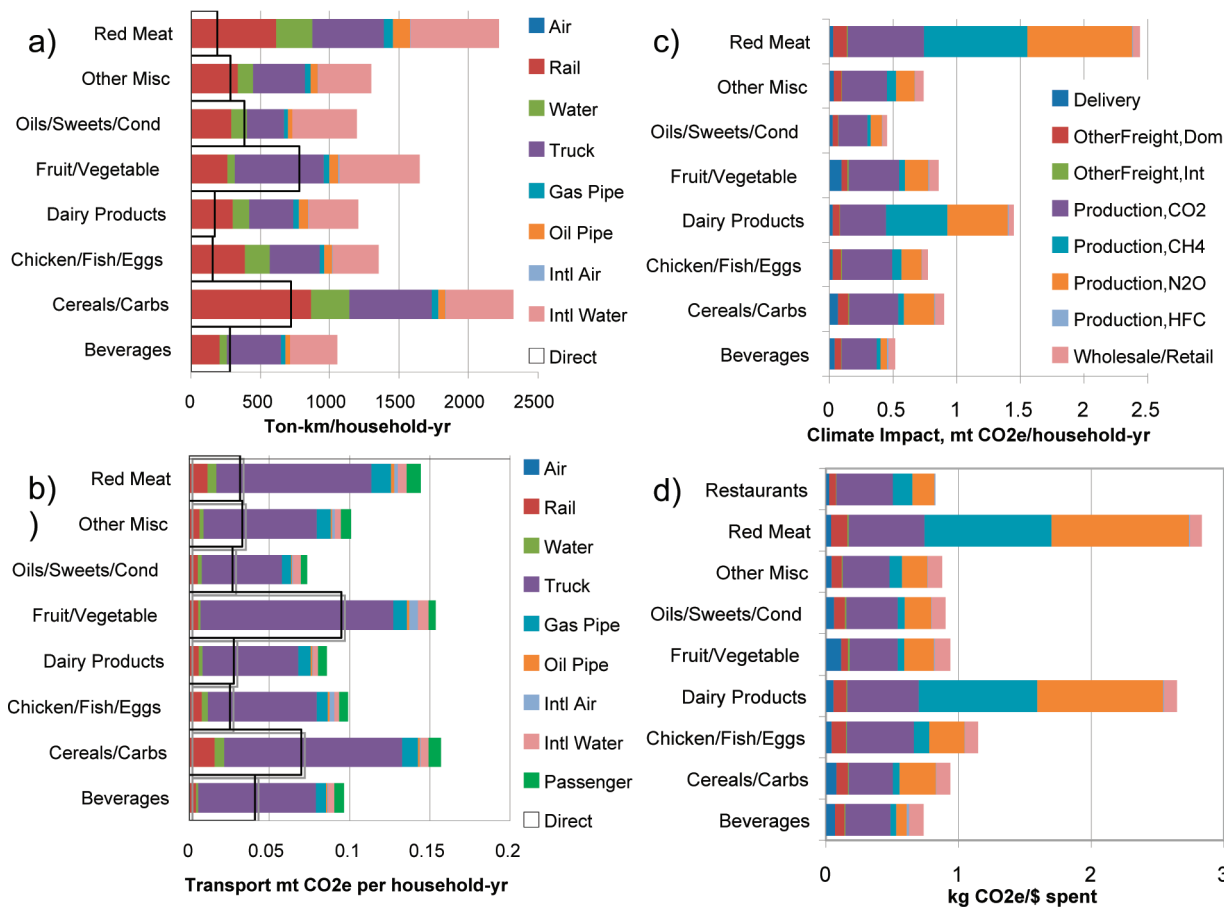 a)
Red Meat
Other Misc
Oils/Sweets/Cond
Fruit/Vegetable
Dairy Products
Chicken/Fish/Eggs
Cereals/Carbs
Beverages
0 500 1000 1500 2000 2500
Ton-km/household-yr
Air
Rail
Water
Truck
Gas Pipe
Oil Pipe
Intl Air
Intl Water
Direct
c)
Red Meat
Other Misc
Oils/Sweets/Cond
Fruit/Vegetable
Dairy Products
Chicken/Fish/Eggs
Cereals/Carbs
Beverages
0 0.5 1 1.5 2 2.5
Climate Impact, mt CO2e/household-yr
Delivery
OtherFreight,Dom
OtherFreight,Int
Production,CO2
Production,CH4
Production,N2O
Production,HFC
Wholesale/Retail
b)
)
Red Meat
Other Misc
Oils/Sweets/Cond
Fruit/Vegetable
Dairy Products
Chicken/Fish/Eggs
Cereals/Carbs
Beverages
0 0.05 0.1 0.15 0.2
Transport mt CO2e per household-yr
Air
Rail
Water
Truck
Gas Pipe
Oil Pipe
Intl Air
Intl Water
Passenger
Direct
d)
Restaurants
Red Meat
Other Misc
Oils/Sweets/Cond
Fruit/Vegetable
Dairy Products
Chicken/Fish/Eggs
Cereals/Carbs
Beverages
0 1 2 3
kg CO2e/$ spent